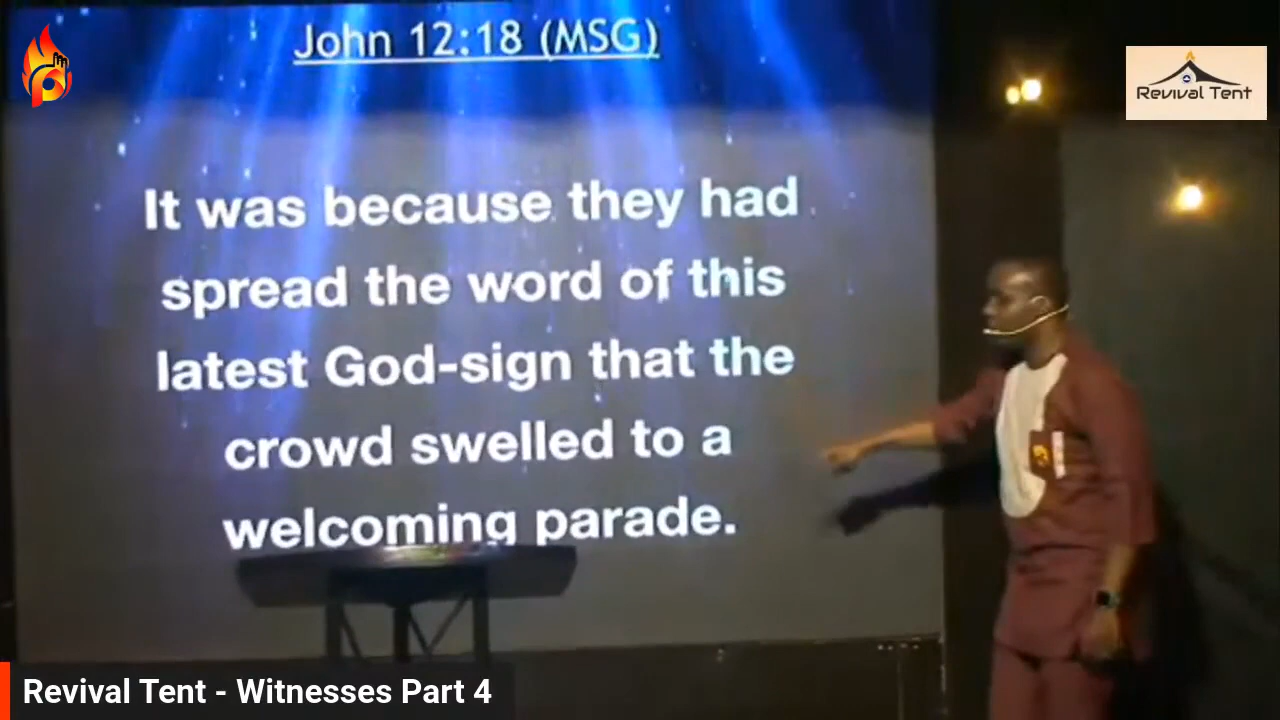 John 12:18 (MSG)
Revival Tent
It was because they had
spread the word of this
latest God-sign that the
crowd swelled to a
welcoming parade.
Revival Tent - Witnesses Part 4